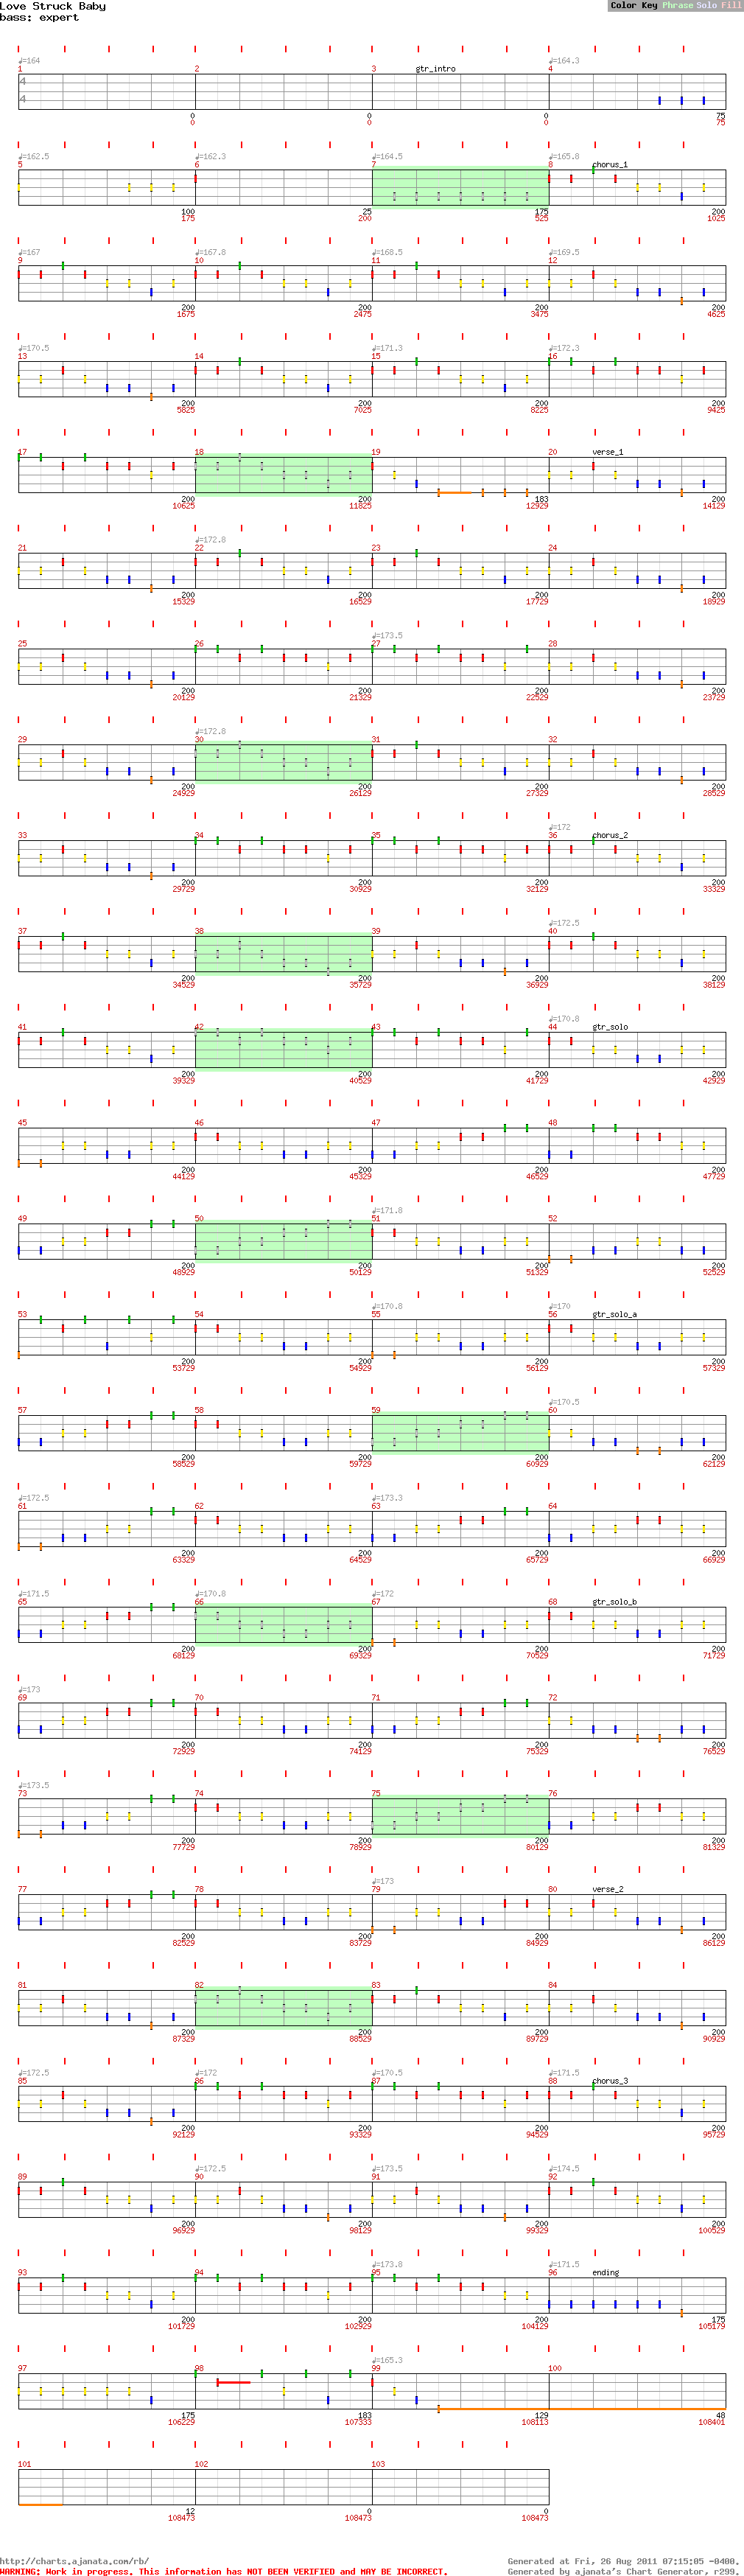 Love Struck Baby
bass: expert
Color Key Phrase Solo Fill
♩=164 ♩=164.3
1 2 3 gtr_intro 4
4
4
0 0 0 75
0 0 0 75
♩=162.5 ♩=162.3 ♩=164.5 ♩=165.8
5 6 7 8 chorus_1
100 25 175 200
175 200 525 1025
♩=167 ♩=167.8 ♩=168.5 ♩=169.5
9 10 11 12
200 200 200 200
1675 2475 3475 4625
♩=170.5 ♩=171.3 ♩=172.3
13 14 15 16
200 200 200 200
5825 7025 8225 9425
17 18 19 20 verse_1
200 200 183 200
10625 11825 12929 14129
♩=172.8
21 22 23 24
200 200 200 200
15329 16529 17729 18929
♩=173.5
25 26 27 28
200 200 200 200
20129 21329 22529 23729
♩=172.8
29 30 31 32
200 200 200 200
24929 26129 27329 28529
♩=172
33 34 35 36 chorus_2
200 200 200 200
29729 30929 32129 33329
♩=172.5
37 38 39 40
200 200 200 200
34529 35729 36929 38129
♩=170.8
41 42 43 44 gtr_solo
200 200 200 200
39329 40529 41729 42929
45 46 47 48
200 200 200 200
44129 45329 46529 47729
♩=171.8
49 50 51 52
200 200 200 200
48929 50129 51329 52529
♩=170.8 ♩=170
53 54 55 56 gtr_solo_a
200 200 200 200
53729 54929 56129 57329
♩=170.5
57 58 59 60
200 200 200 200
58529 59729 60929 62129
♩=172.5 ♩=173.3
61 62 63 64
200 200 200 200
63329 64529 65729 66929
♩=171.5 ♩=170.8 ♩=172
65 66 67 68 gtr_solo_b
200 200 200 200
68129 69329 70529 71729
♩=173
69 70 71 72
200 200 200 200
72929 74129 75329 76529
♩=173.5
73 74 75 76
200 200 200 200
77729 78929 80129 81329
♩=173
77 78 79 80 verse_2
200 200 200 200
82529 83729 84929 86129
81 82 83 84
200 200 200 200
87329 88529 89729 90929
♩=172.5 ♩=172 ♩=170.5 ♩=171.5
85 86 87 88 chorus_3
200 200 200 200
92129 93329 94529 95729
♩=172.5 ♩=173.5 ♩=174.5
89 90 91 92
200 200 200 200
96929 98129 99329 100529
♩=173.8 ♩=171.5
93 94 95 96 ending
200 200 200 175
101729 102929 104129 105179
♩=165.3
97 98 99 100
175 183 129 48
106229 107333 108113 108401
101 102 103
12 0 0
108473 108473 108473
http://charts.ajanata.com/rb/
Generated at Fri, 26 Aug 2011 07:15:05 -0400.
WARNING: Work in progress. This information has NOT BEEN VERIFIED and MAY BE INCORRECT.
Generated by ajanata's Chart Generator, r299.